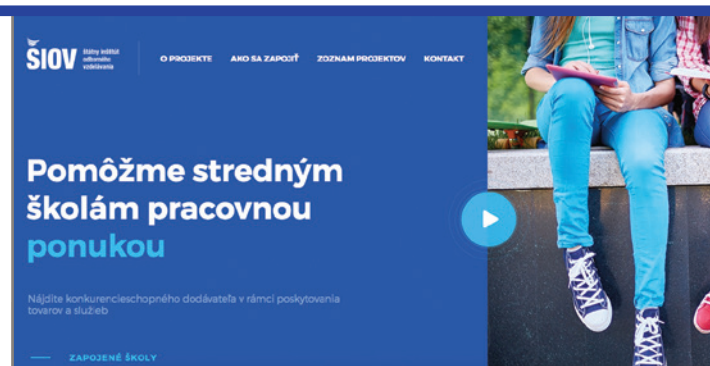 ŠIOV
Štátny inštitút
odborného
vzdelávania
O PROJEKTE AKO SA ZAPOJIŤ ZOZNAM PROJEKTOV KONTAKT
Pomôžme stredným
školám pracovnou
ponukou
Nájdite konkurencieschopného dodávateľa v rámci poskytovania
tovarov a služieb
ZAPOJENÉ ŠKOLY